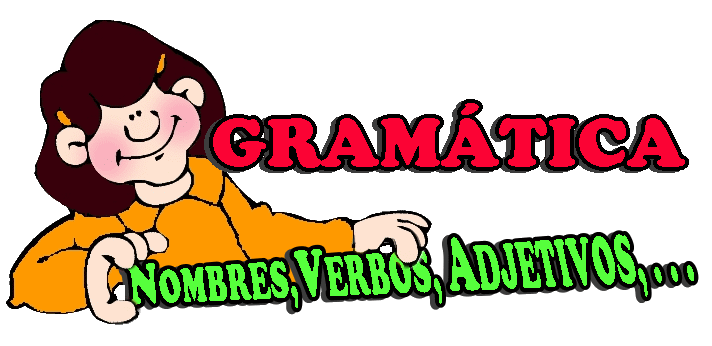 GRAMÁTICA
NOMBRES, VERBOS, ADJETIVOS, ...